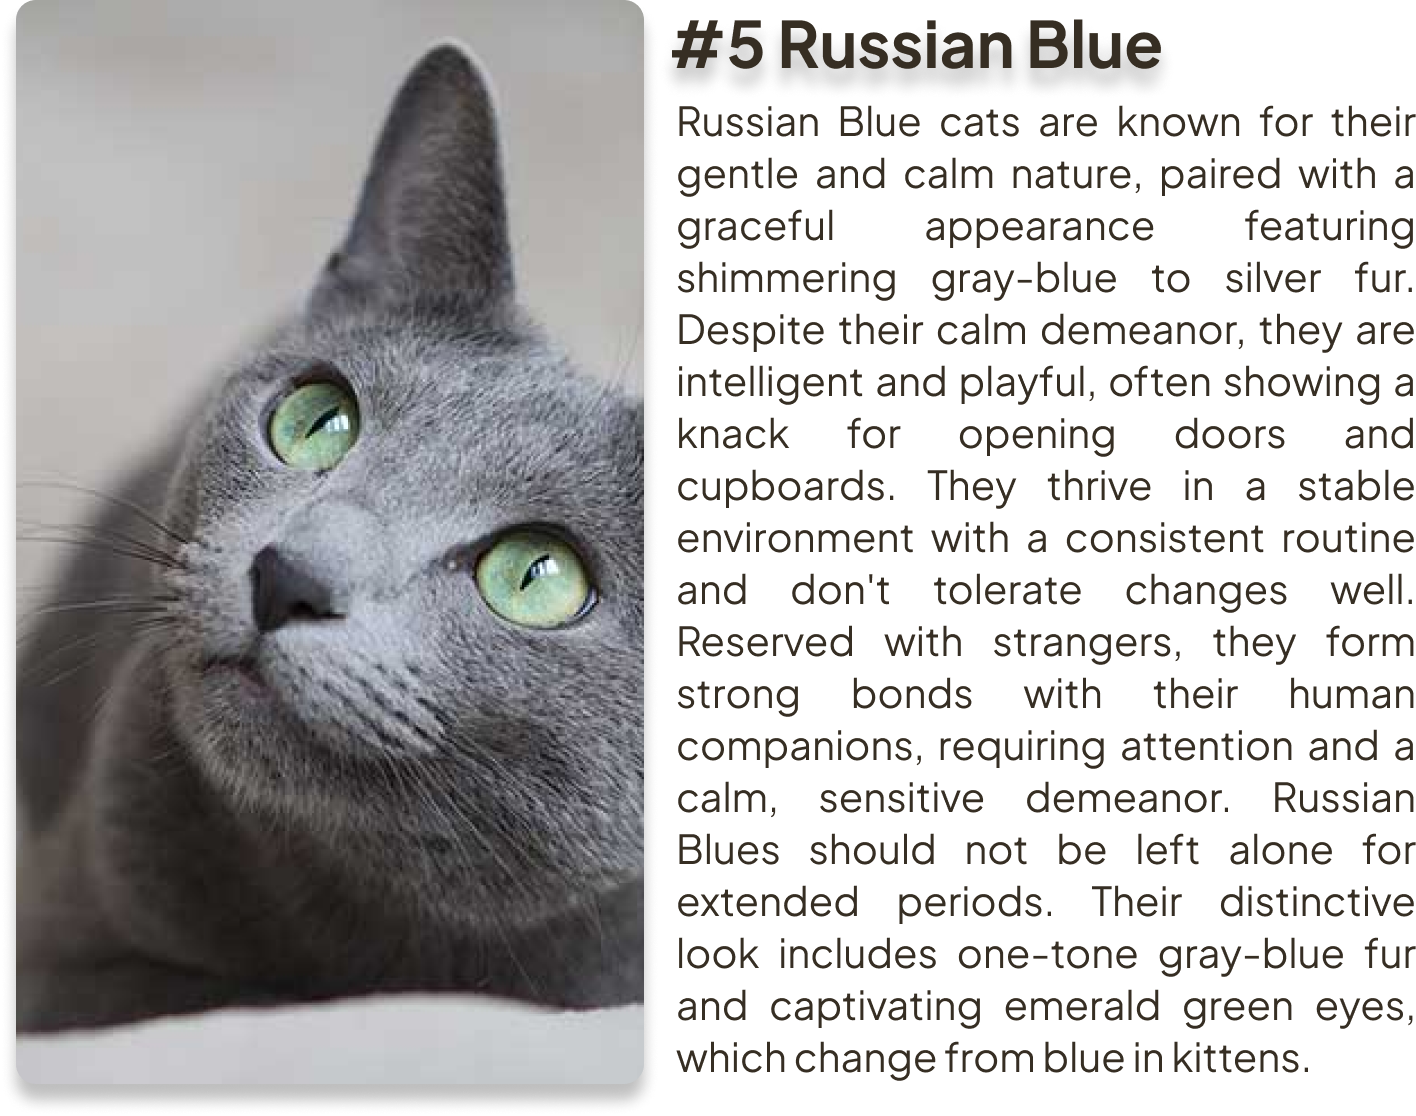 #5 Russian Blue
Russian Blue cats are known for their
gentle and calm nature, paired with a
graceful appearance featuring
shimmering gray-blue to silver fur.
Despite their calm demeanor, they are
intelligent and playful, often showing a
knack for opening doors and
cupboards. They thrive in a stable
environment with a consistent routine
and don't tolerate changes well.
Reserved with strangers, they form
strong bonds with their human
companions, requiring attention and a
calm, sensitive demeanor. Russian
Blues should not be left alone for
extended periods. Their distinctive
look includes one-tone gray-blue fur
and captivating emerald green eyes,
which change from blue in kittens.